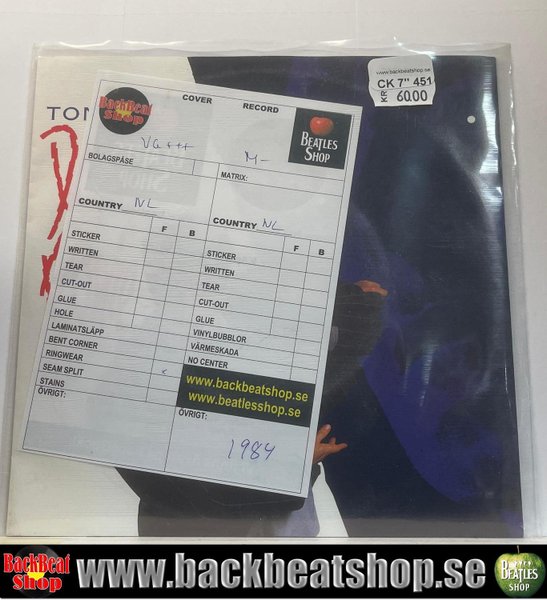 www.backbeatshop.se
CK 7" 451
KR 60.00
TON
BackBeat Shop
COVER RECORD
BEATLES SHOP
VG+++ M-
BOLAGSPÅSE MATRIX:
COUNTRY NL COUNTRY NL
F B F B
STICKER STICKER
WRITTEN WRITTEN
TEAR TEAR
CUT-OUT CUT-OUT
GLUE GLUE
HOLE VINYLBUBBLOR
LAMINATSLÄPP VÄRMESKADA
BENT CORNER NO CENTER
RINGWEAR
SEAM SPLIT x
STAINS
ÖVRIGT: ÖVRIGT:
www.backbeatshop.se
www.beatlesshop.se
1984
BackBeat Shop www.backbeatshop.se BEATLES SHOP